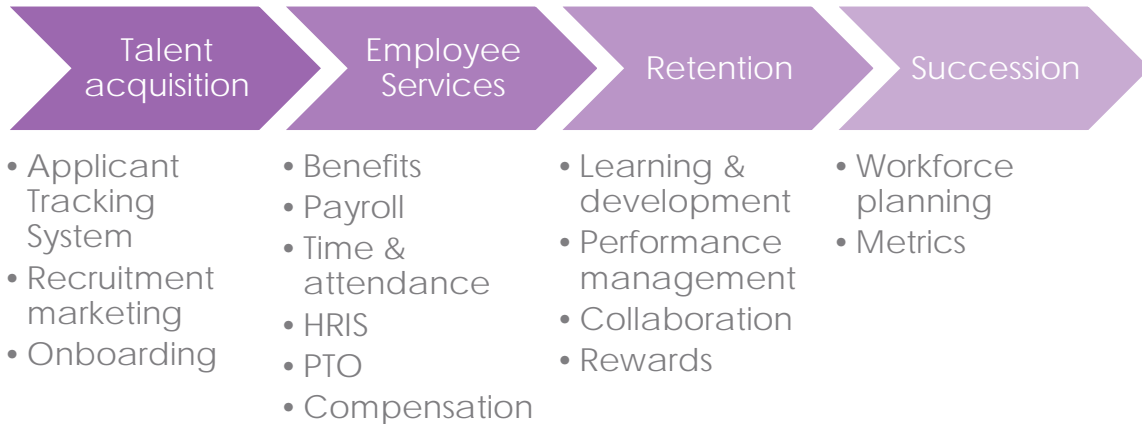 Talent
acquisition
Employee
Services
Retention
Succession
• Applicant
Tracking
System
• Recruitment
marketing
• Onboarding
• Benefits
• Payroll
• Time &
attendance
• HRIS
• PTO
• Compensation
• Learning &
development
• Performance
management
• Collaboration
• Rewards
• Workforce
planning
• Metrics